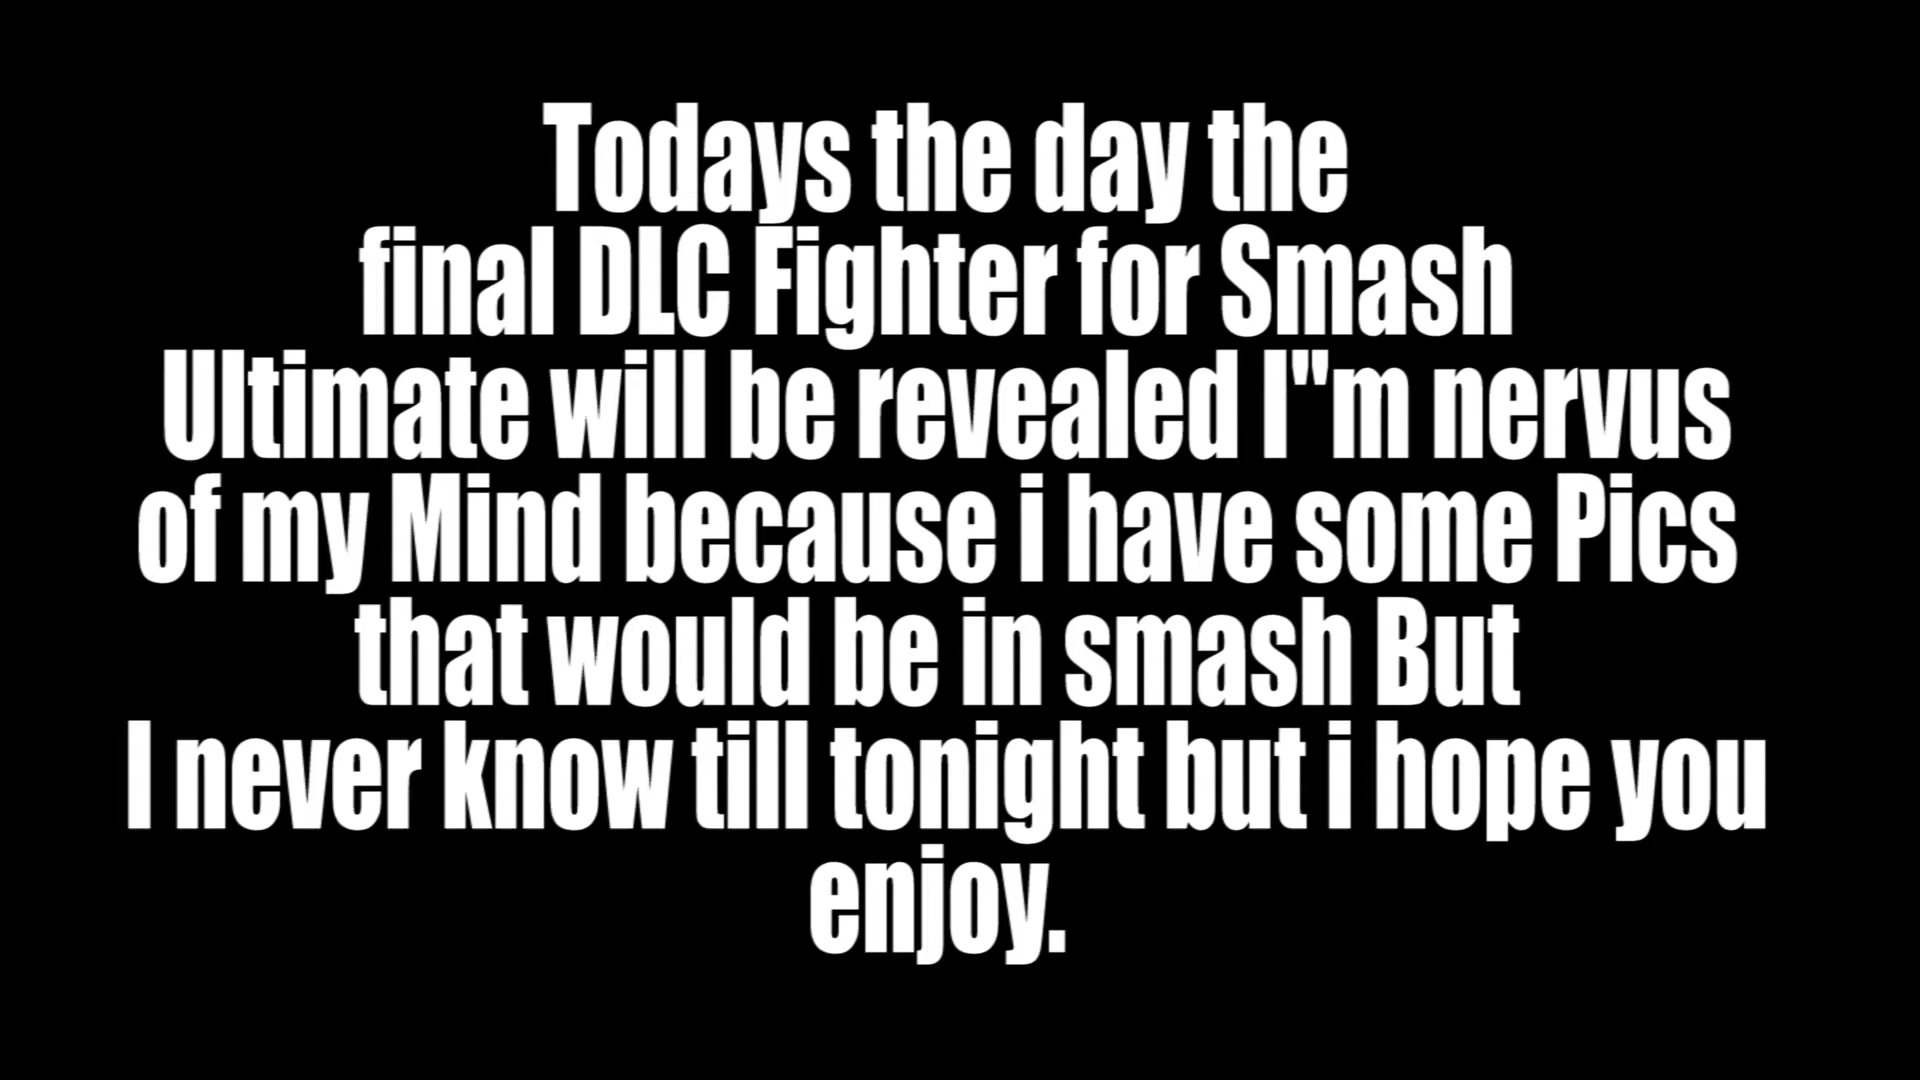 Todays the day the
final DLC Fighter for Smash
Ultimate will be revealed I"m nervus
of my Mind because i have some Pics
that would be in smash But
I never know till tonight but i hope you
enjoy.